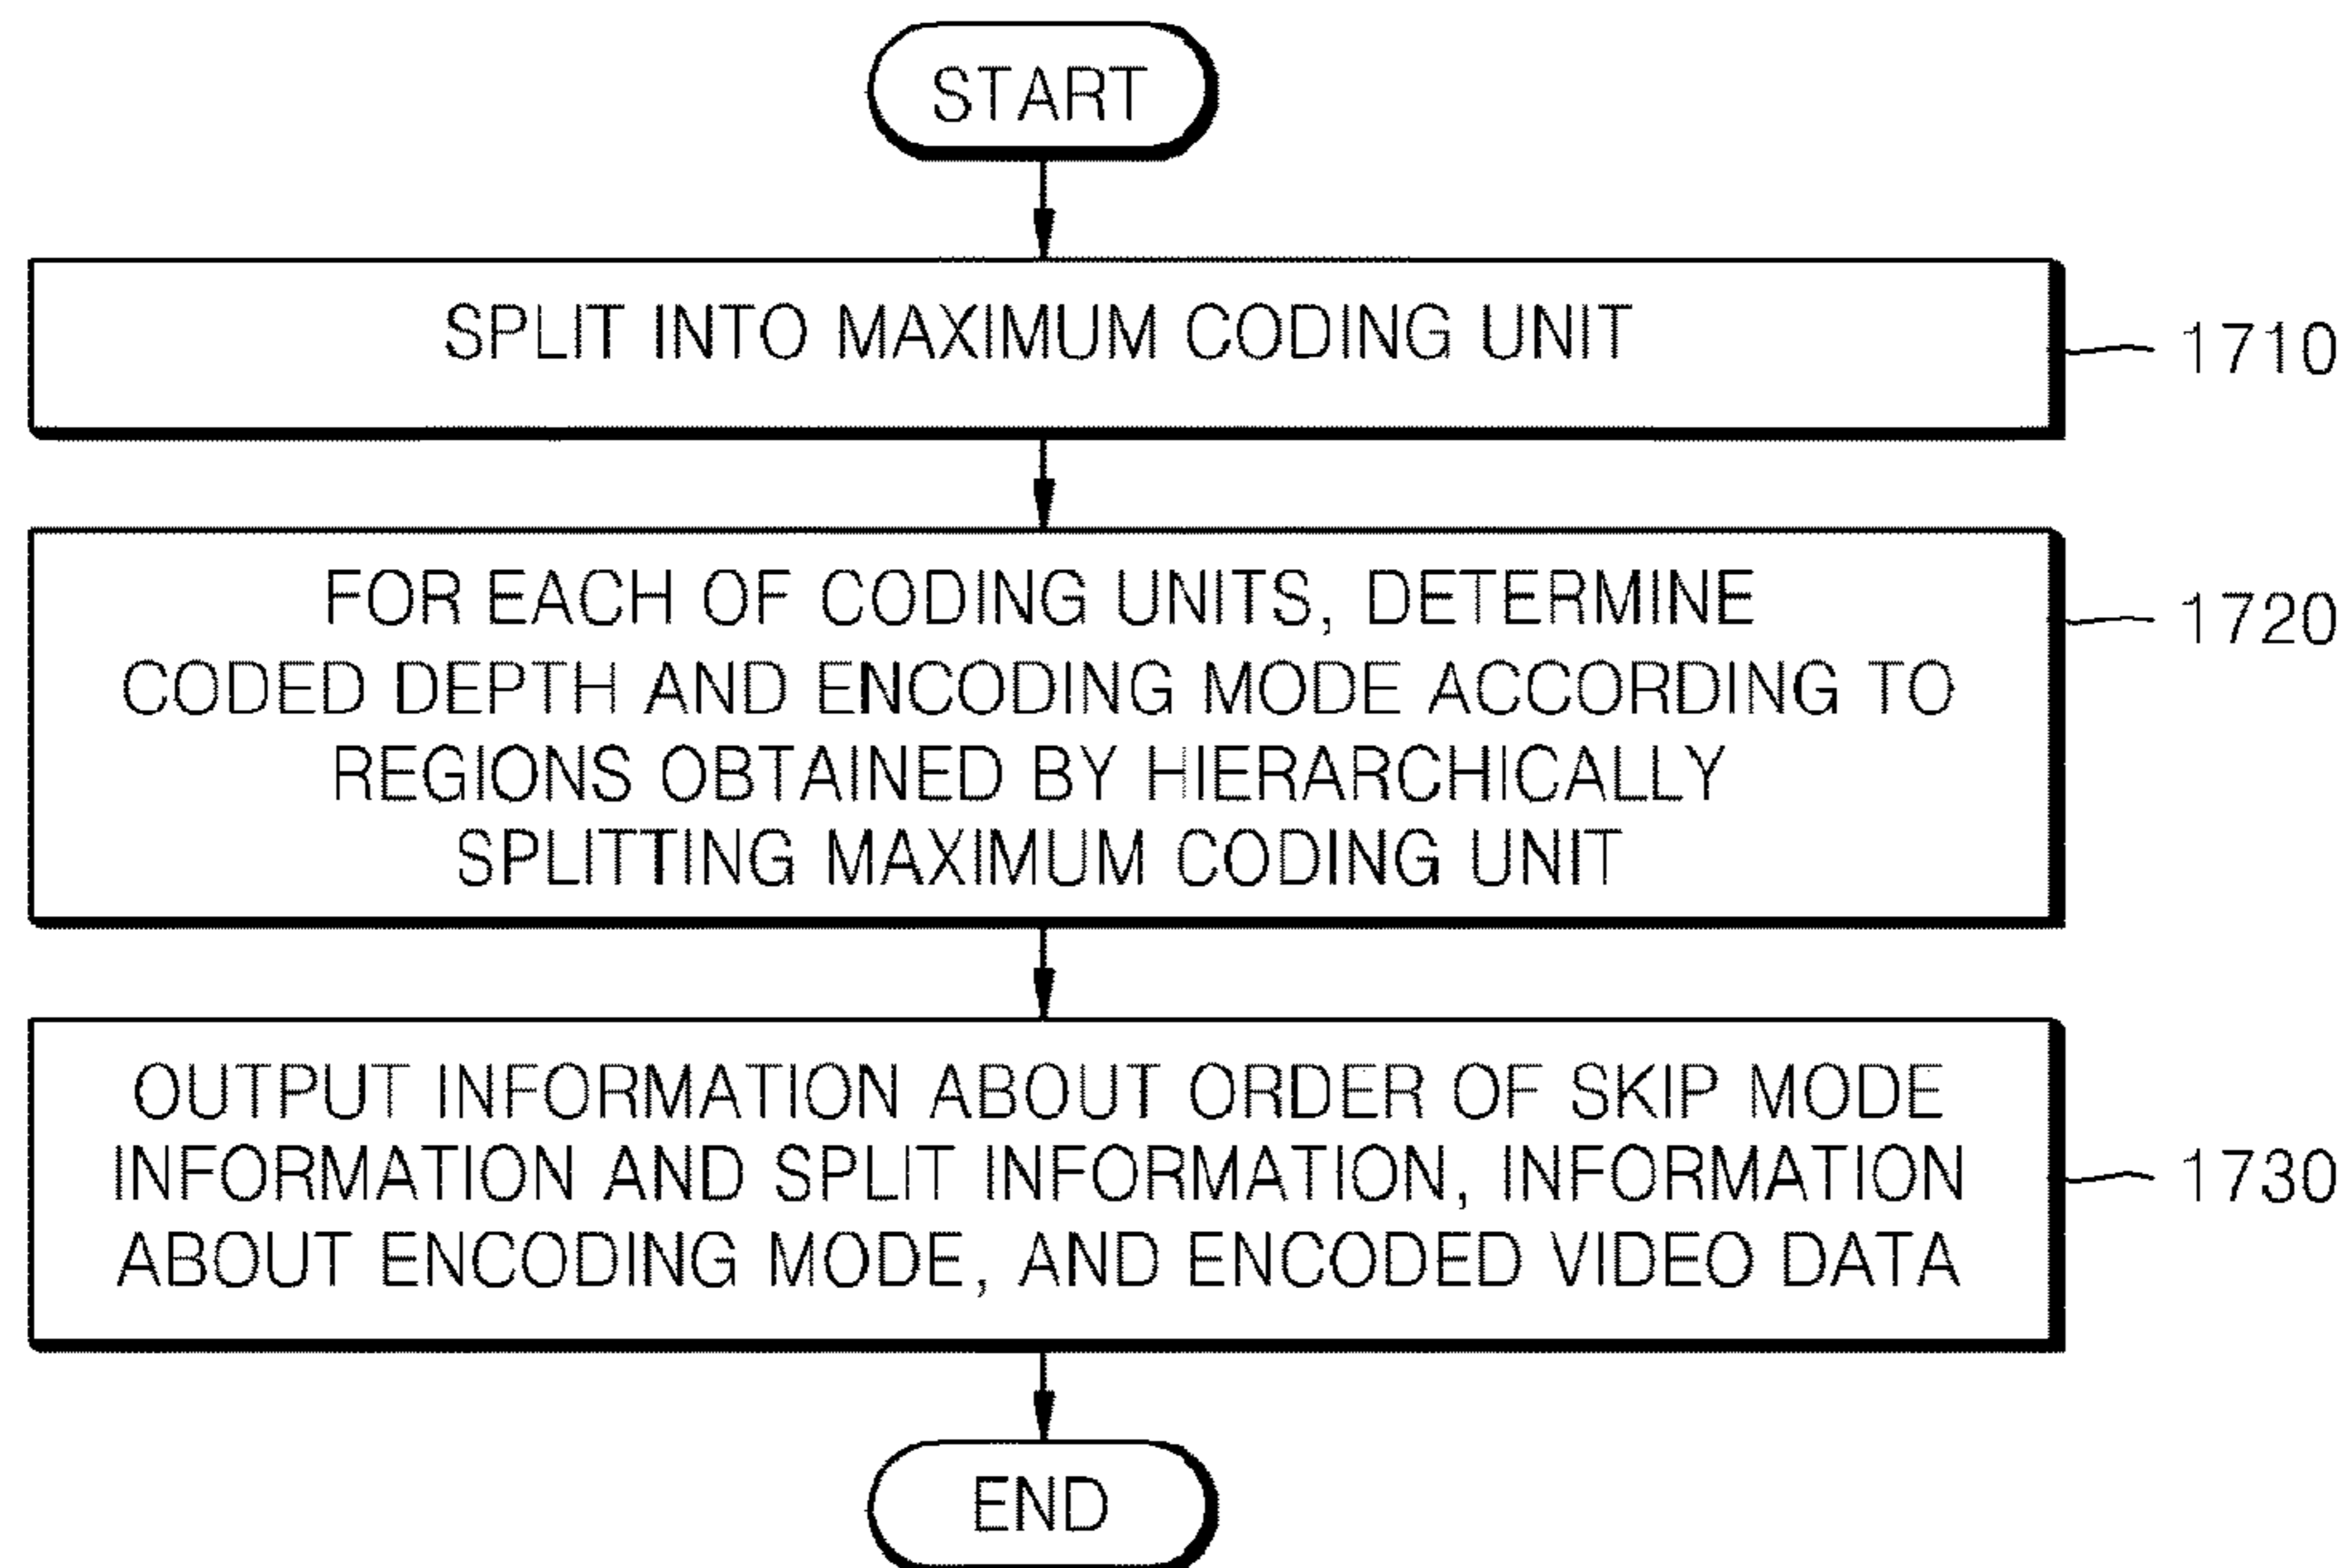 START
SPLIT INTO MAXIMUM CODING UNIT
1710
FOR EACH OF CODING UNITS, DETERMINE
CODED DEPTH AND ENCODING MODE ACCORDING TO
REGIONS OBTAINED BY HIERARCHICALLY
SPLITTING MAXIMUM CODING UNIT
1720
OUTPUT INFORMATION ABOUT ORDER OF SKIP MODE
INFORMATION AND SPLIT INFORMATION, INFORMATION
ABOUT ENCODING MODE, AND ENCODED VIDEO DATA
1730
END